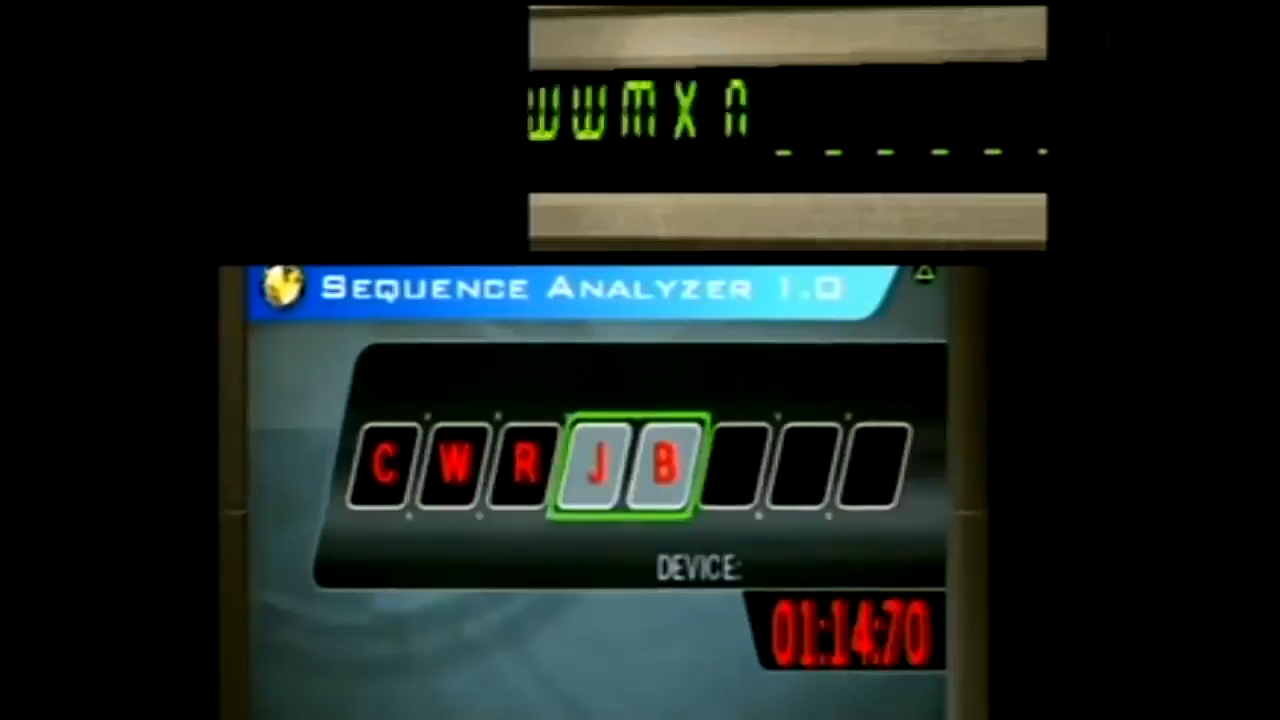 WWMXN _ _ _ _ _ _
SEQUENCE ANALYZER 1.0
C W R J B
DEVICE:
01:14:70